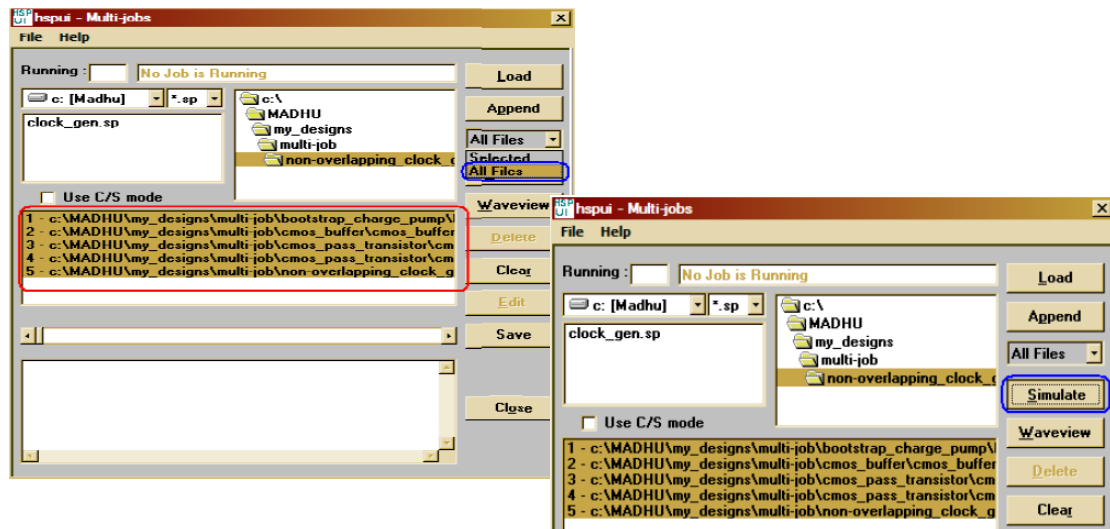 HSP UI hspui - Multi-jobs
File Help
Running : No Job is Running
Load
c: [Madhu] *.sp
c:\
Append
clock_gen.sp
MADHU
my_designs
All Files
multi-job
Selected
non-overlapping_clock_
All Files
Use C/S mode
Waveview
1 - c:\MADHU\my_designs\multi-job\bootstrap_charge_pump\
2 - c:\MADHU\my_designs\multi-job\cmos_buffer\cmos_buffer
3 - c:\MADHU\my_designs\multi-job\cmos_pass_transistor\cm
4 - c:\MADHU\my_designs\multi-job\cmos_pass_transistor\cm
5 - c:\MADHU\my_designs\multi-job\non-overlapping_clock_g
Delete
Clear
Edit
Save
Close
HSP UI hspui - Multi-jobs
File Help
Running : No Job is Running
Load
c: [Madhu] *.sp
c:\
Append
clock_gen.sp
MADHU
my_designs
All Files
multi-job
non-overlapping_clock_
Simulate
Use C/S mode
Waveview
1 - c:\MADHU\my_designs\multi-job\bootstrap_charge_pump\
2 - c:\MADHU\my_designs\multi-job\cmos_buffer\cmos_buffer
3 - c:\MADHU\my_designs\multi-job\cmos_pass_transistor\cm
4 - c:\MADHU\my_designs\multi-job\cmos_pass_transistor\cm
5 - c:\MADHU\my_designs\multi-job\non-overlapping_clock_g
Delete
Clear